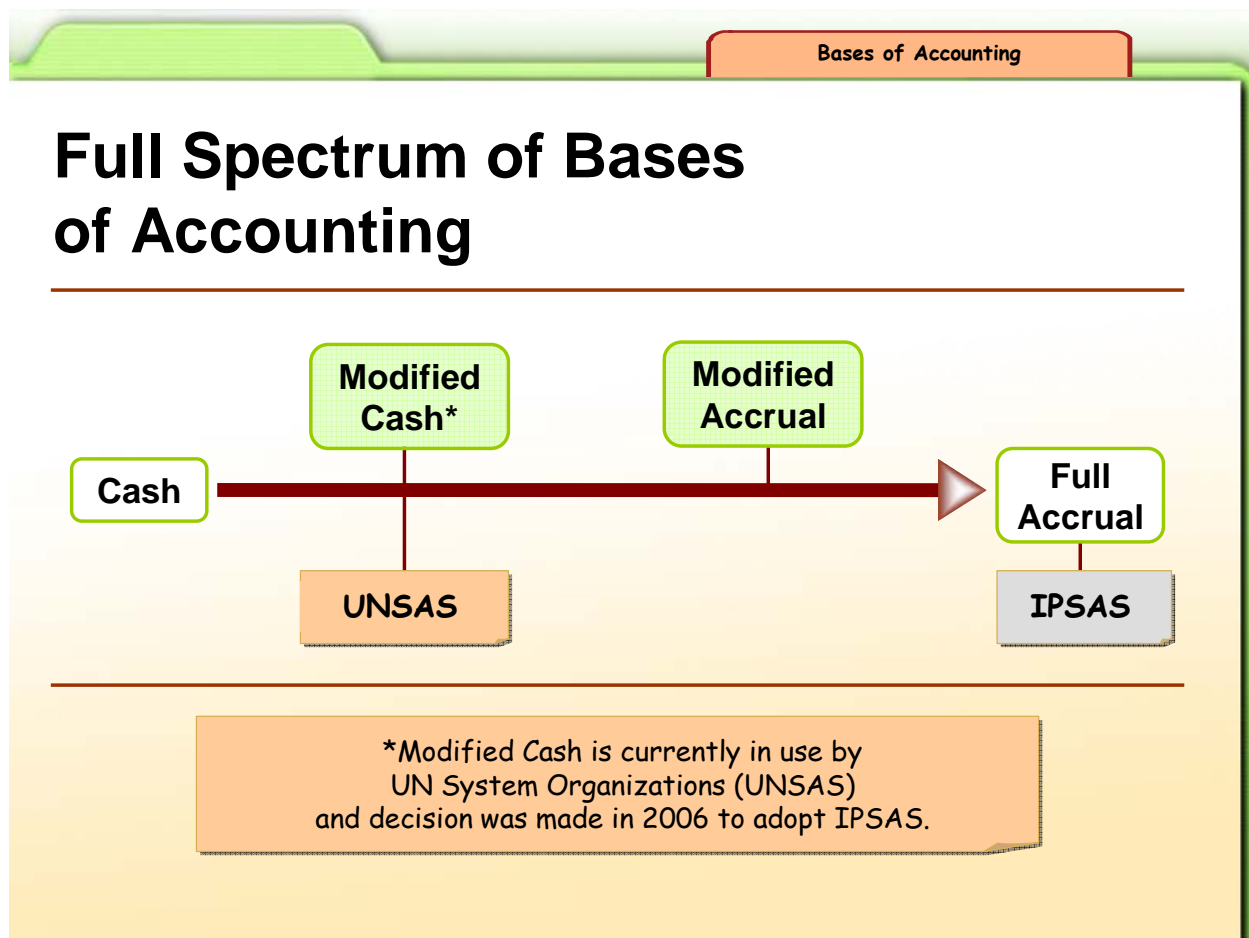 Bases of Accounting
Full Spectrum of Bases
of Accounting
Modified
Cash*
Modified
Accrual
Cash
Full
Accrual
UNSAS
IPSAS
*Modified Cash is currently in use by
UN System Organizations (UNSAS)
and decision was made in 2006 to adopt IPSAS.